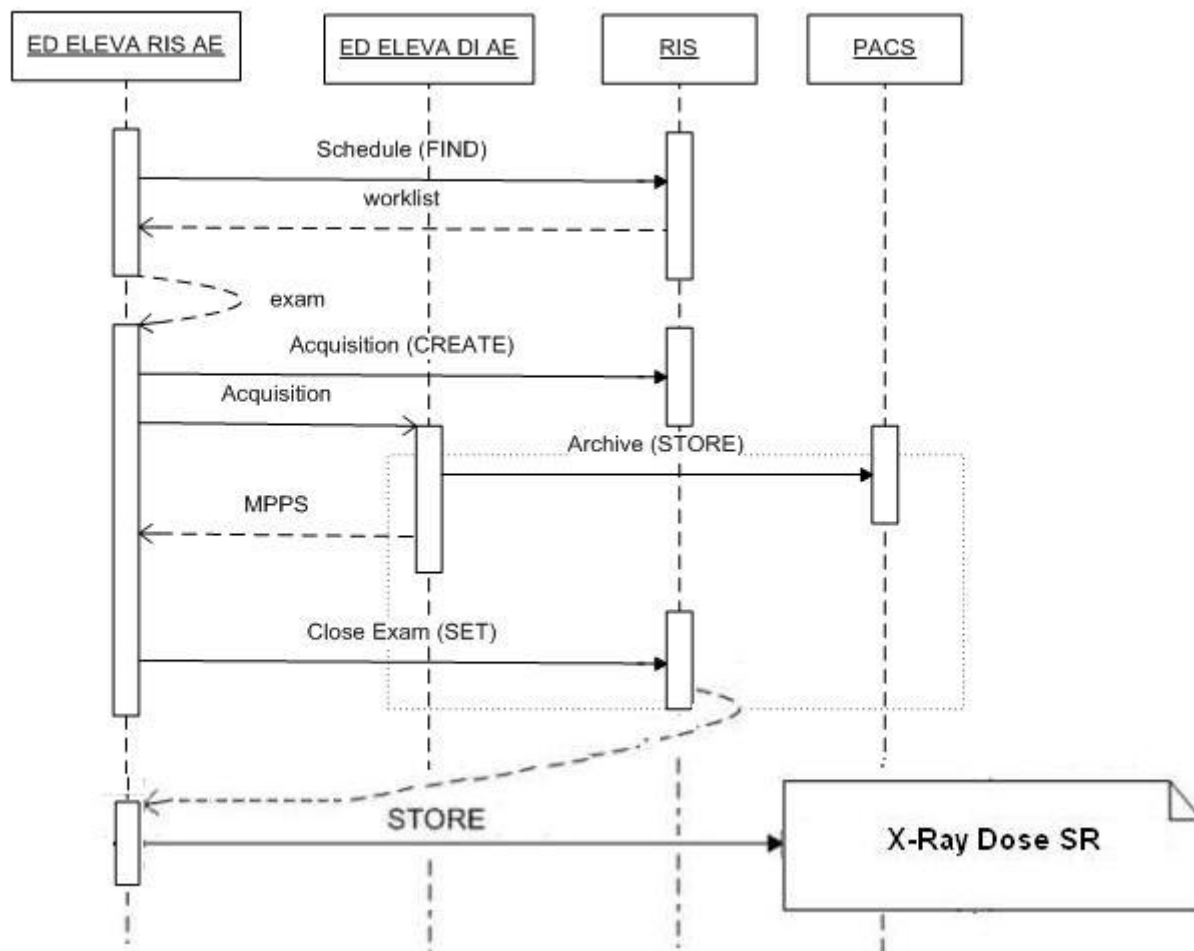 ED ELEVA RIS AE
ED ELEVA DI AE
RIS
PACS
Schedule (FIND)
worklist
exam
Acquisition (CREATE)
Acquisition
Archive (STORE)
MPPS
Close Exam (SET)
STORE
X-Ray Dose SR